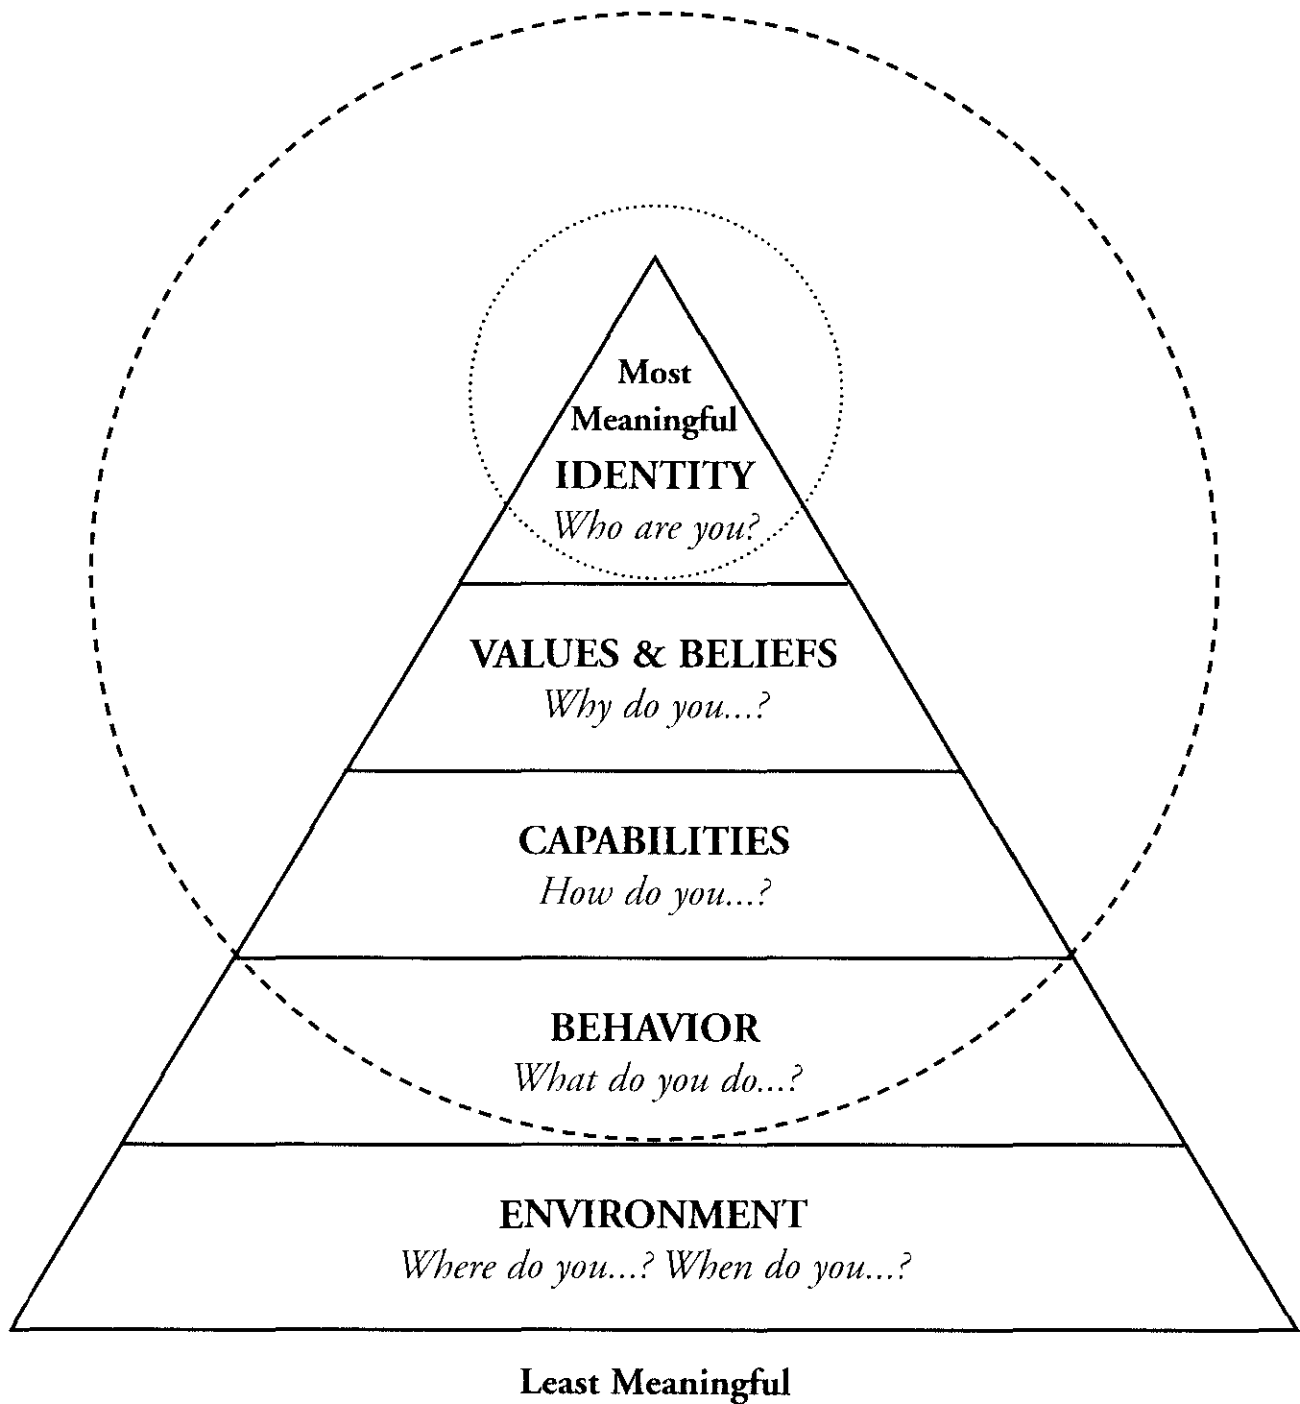 Most
Meaningful
IDENTITY
Who are you?
VALUES & BELIEFS
Why do you...?
CAPABILITIES
How do you...?
BEHAVIOR
What do you do...?
ENVIRONMENT
Where do you...? When do you...?
Least Meaningful